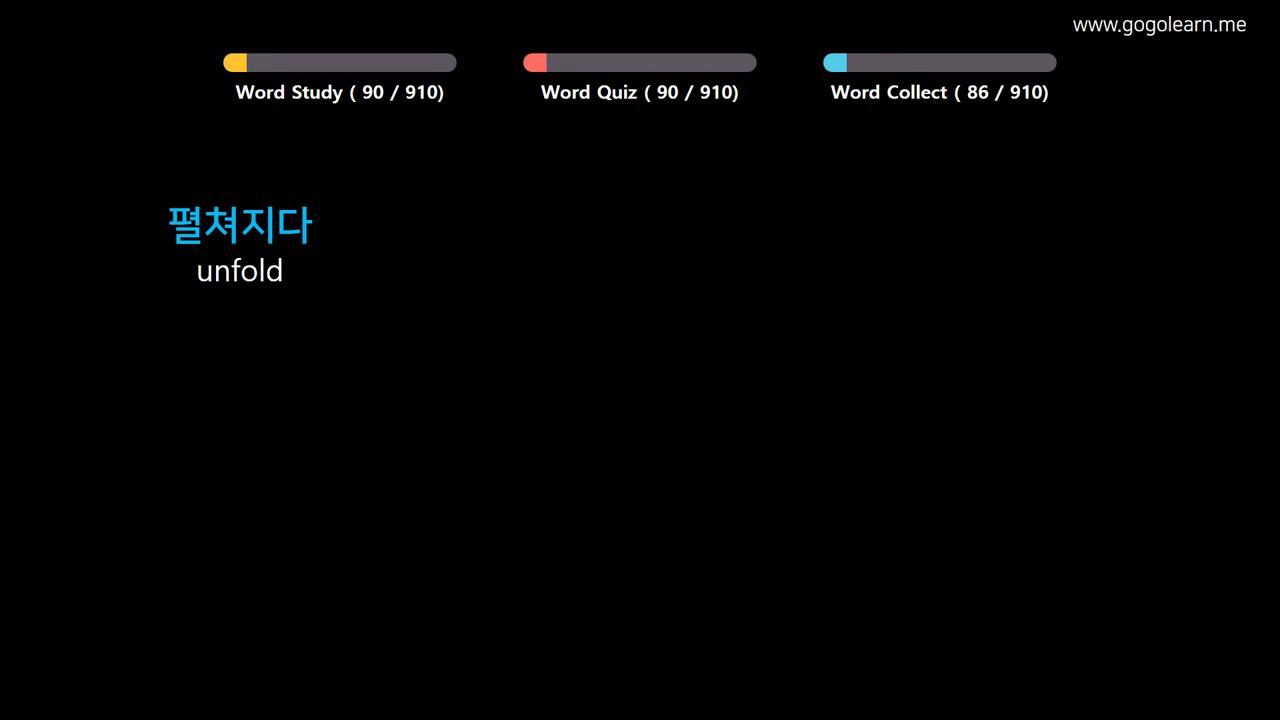 www.gogolearn.me
Word Study ( 90 / 910)
Word Quiz ( 90 / 910)
Word Collect ( 86 / 910)
펼쳐지다
unfold